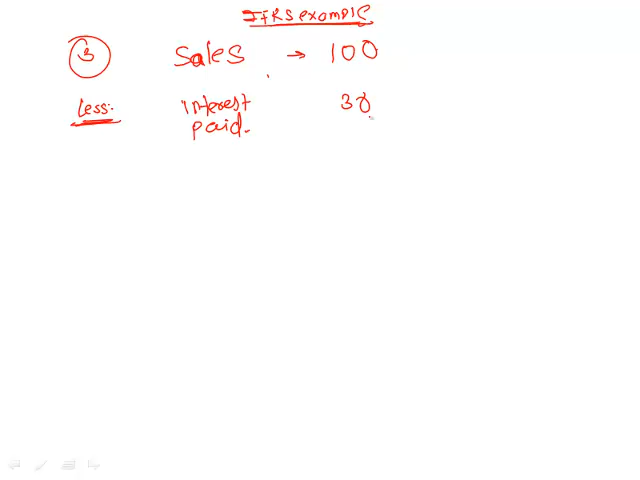 IFRS example
3 Sales → 100
Less:- interest 30
paid.